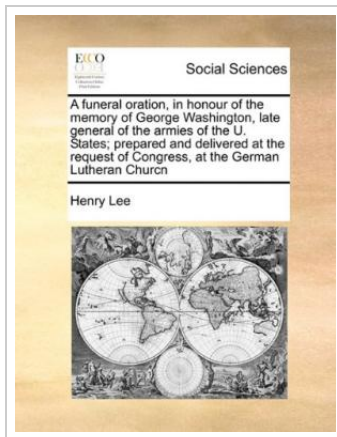 ECCO
Social Sciences
A funeral oration, in honour of the
memory of George Washington, late
general of the armies of the U.
States; prepared and delivered at the
request of Congress, at the German
Lutheran Churcn
Henry Lee